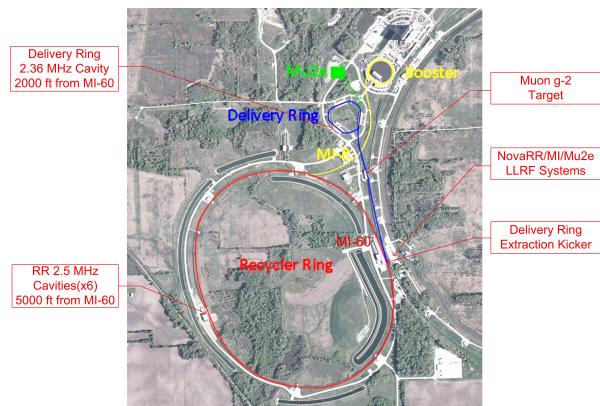 Delivery Ring
2.36 MHz Cavity
2000 ft from MI-60
Mu2e
Booster
Muon g-2
Target
Delivery Ring
MI-8
NovaRR/MI/Mu2e
LLRF Systems
MI-60
Delivery Ring
Extraction Kicker
Recycler Ring
RR 2.5 MHz
Cavities(x6)
5000 ft from MI-60